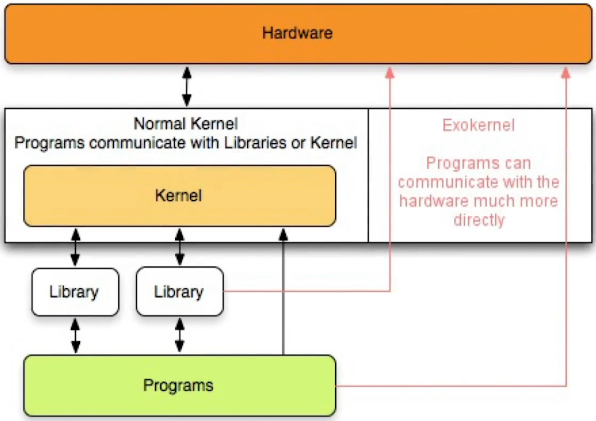 Hardware
Normal Kernel
Programs communicate with Libraries or Kernel
Kernel
Exokernel
Programs can
communicate with the
hardware much more
directly
Library
Library
Programs